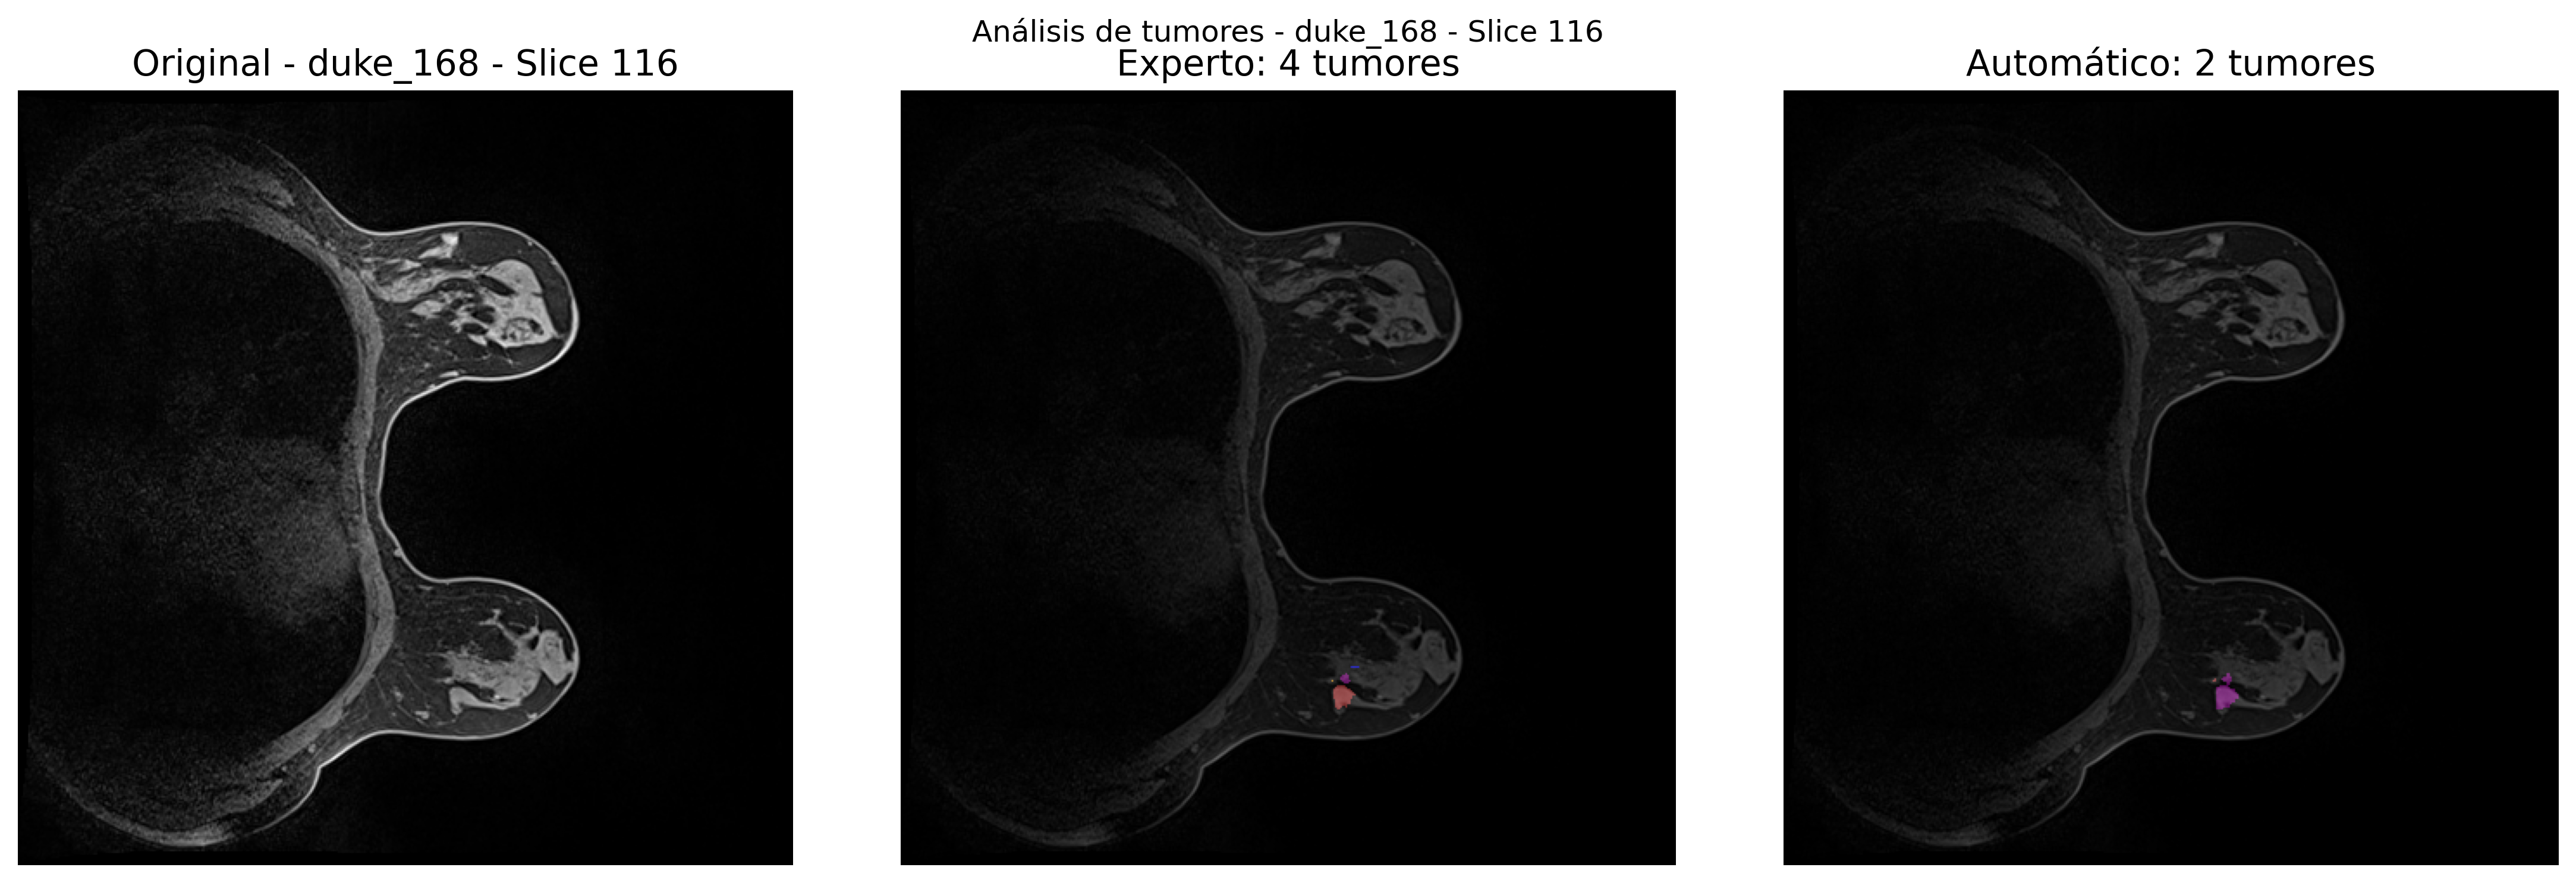 Análisis de tumores - duke_168 - Slice 116
Original - duke_168 - Slice 116
Experto: 4 tumores
Automático: 2 tumores